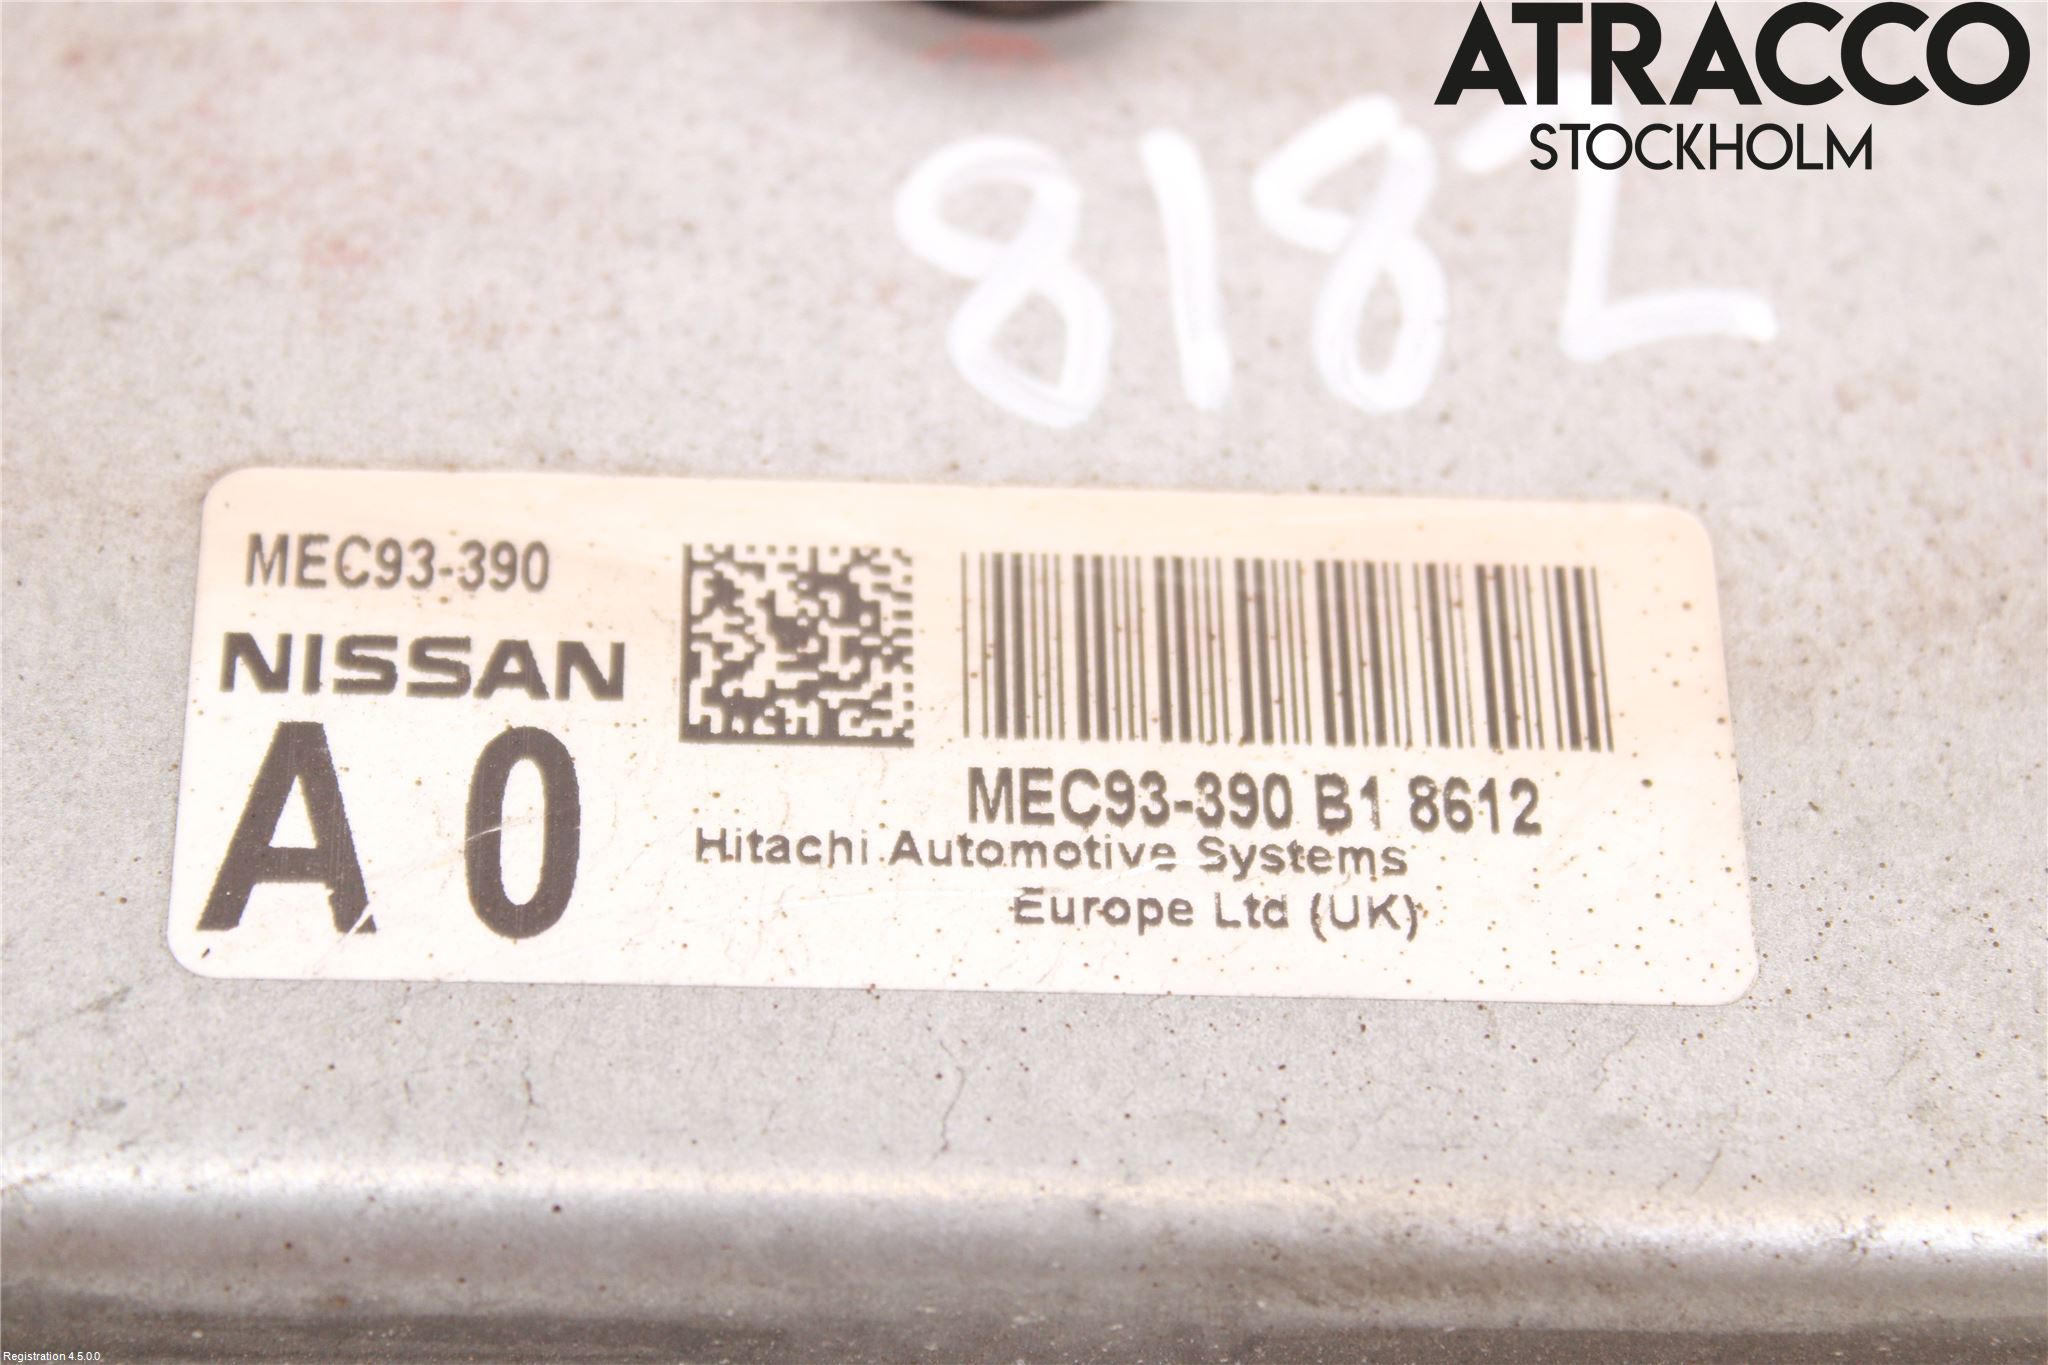 ATRACCO
STOCKHOLM
8182
MEC93-390
NISSAN
A0
MEC93-390 B1 8612
Hitachi Automotive Systems
Europe Ltd (UK)
Registration 4.5.0.0